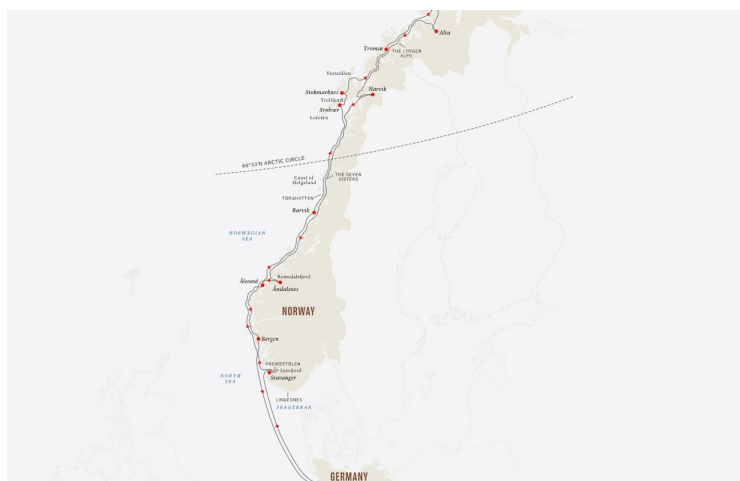 Alta
Tromsø
THE LYNGEN
ALPS
Vesterålen
Stokmarknes
Narvik
Trollfjord
Svolvær
Lofoten
66°33'N ARCTIC CIRCLE
Coast of
Helgeland
THE SEVEN
SISTERS
TORGHATTEN
Rørvik
NORWEGIAN
SEA
Romsdalsfjord
Ålesund
Åndalsnes
NORWAY
Bergen
PREIKESTOLEN
Lysefjord
NORTH
SEA
Stavanger
LINDESNES
SKAGERRAK
GERMANY